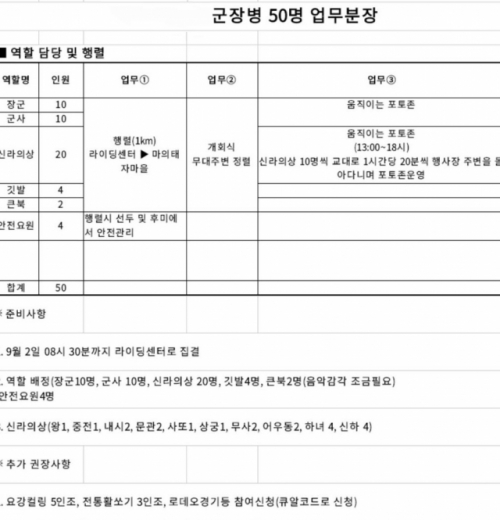 군장병 50명 업무분장
■ 역할 담당 및 행렬
역할명 인원 업무① 업무② 업무③
장군 10 움직이는 포토존
군사 10
신라의상 20 움직이는 포토존
(13:00~18시)
신라의상 10명씩 교대로 1시간당 20분씩 행사장 주변을 돌
아다니며 포토존운영
행렬(1km)
라이딩센터 ▶ 마의태
자마을
개회식
무대주변 정렬
깃발 4
큰북 2
안전요원 4 행렬시 선두 및 후미에
서 안전관리
합계 50
준비사항
. 9월 2일 08시 30분까지 라이딩센터로 집결
. 역할 배정(장군10명, 군사 10명, 신라의상 20명, 깃발4명, 큰북2명(음악감각 조금필요)
안전요원4명
. 신라의상(왕1, 중전1, 내시2, 문관2, 사또1, 상궁1, 무사2, 어우동2, 하녀 4, 신하 4)
추가 권장사항
. 요강컬링 5인조, 전통활쏘기 3인조, 로데오경기등 참여신청(큐알코드로 신청)